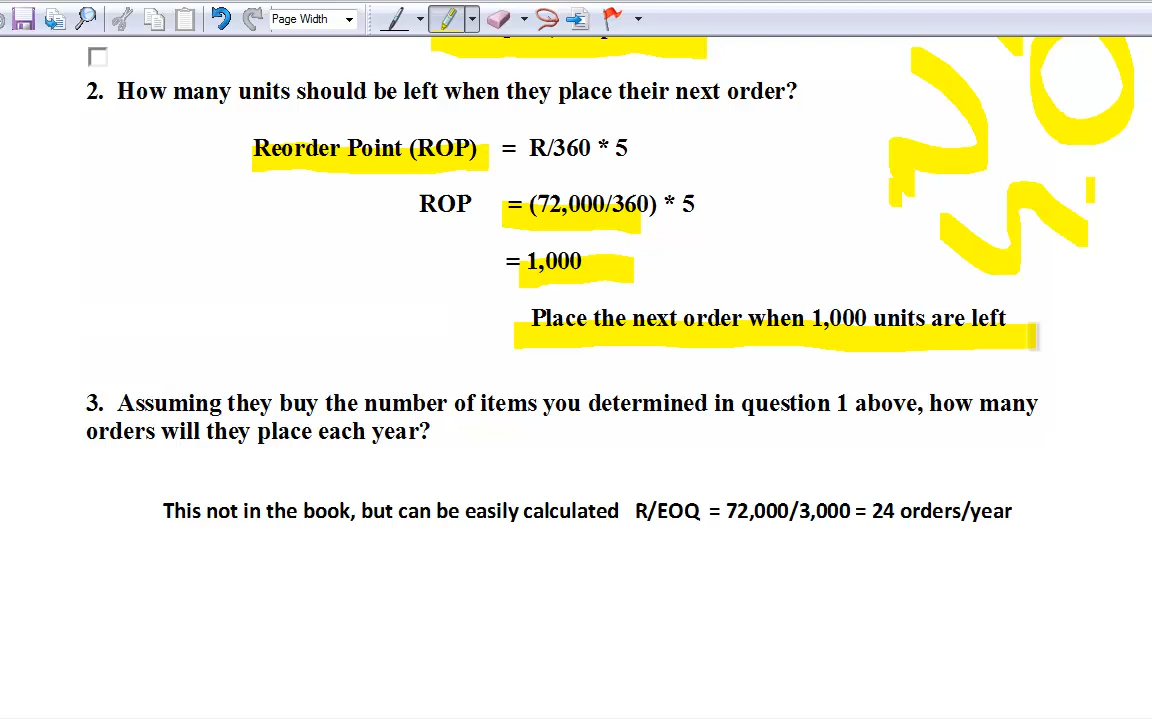 Page Width
2. How many units should be left when they place their next order?
Reorder Point (ROP) = R/360 * 5
ROP = (72,000/360) * 5
= 1,000
Place the next order when 1,000 units are left
3. Assuming they buy the number of items you determined in question 1 above, how many
orders will they place each year?
This not in the book, but can be easily calculated R/EOQ = 72,000/3,000 = 24 orders/year